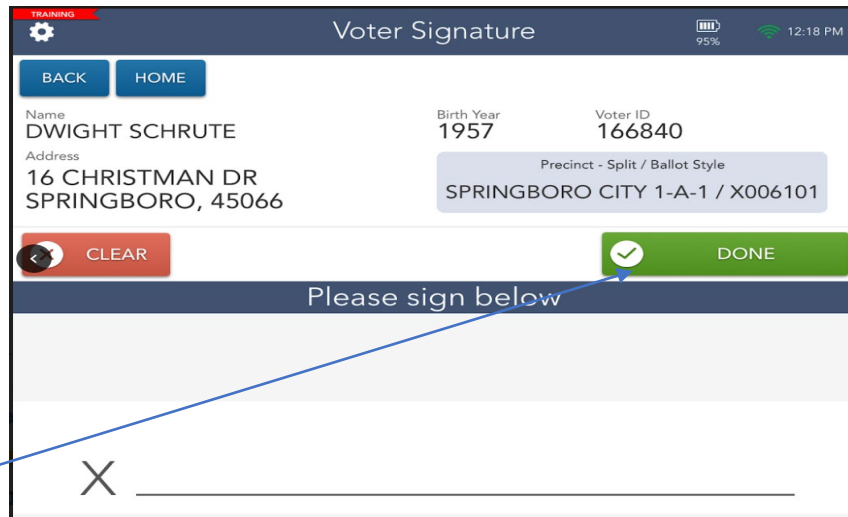 TRAINING
Voter Signature
95%
12:18 PM
BACK
HOME
Name
DWIGHT SCHRUTE
Birth Year
1957
Voter ID
166840
Address
16 CHRISTMAN DR
SPRINGBORO, 45066
Precinct - Split / Ballot Style
SPRINGBORO CITY 1-A-1 / X006101
CLEAR
DONE
Please sign below
X